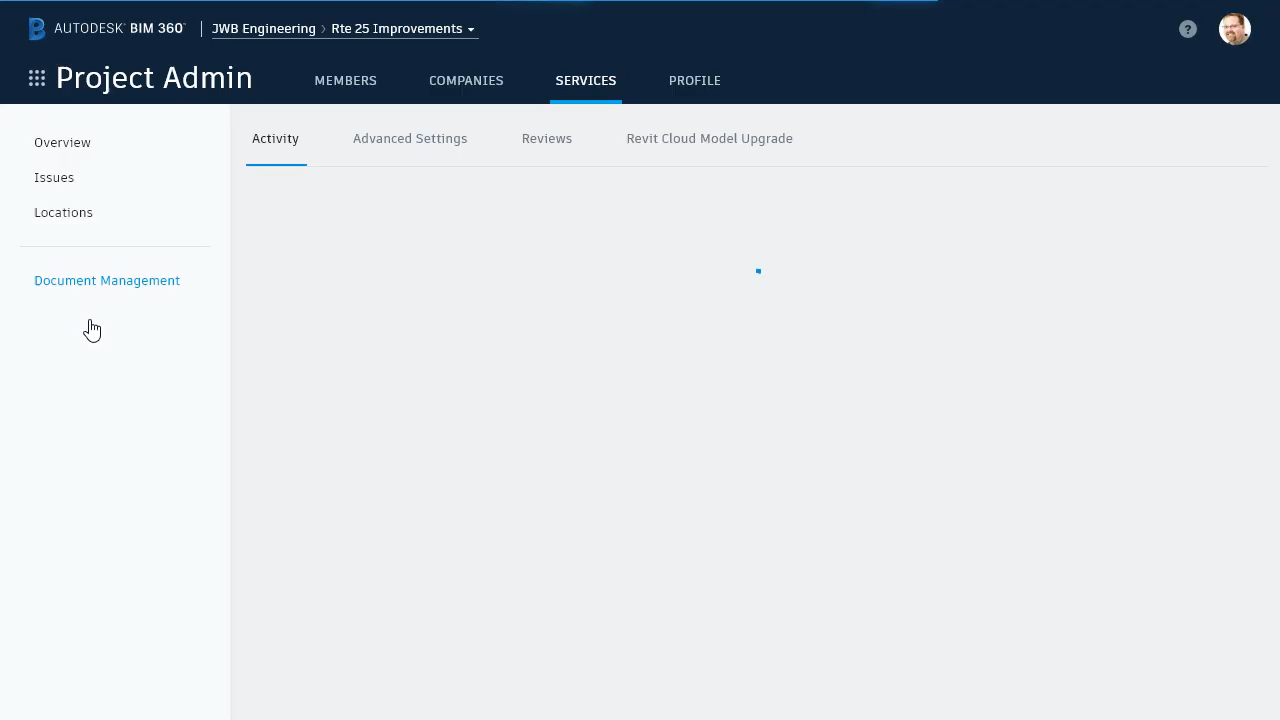 AUTODESK® BIM 360™ JWB Engineering › Rte 25 Improvements
?
Project Admin MEMBERS COMPANIES SERVICES PROFILE
Overview
Issues
Locations
Document Management
Activity Advanced Settings Reviews Revit Cloud Model Upgrade